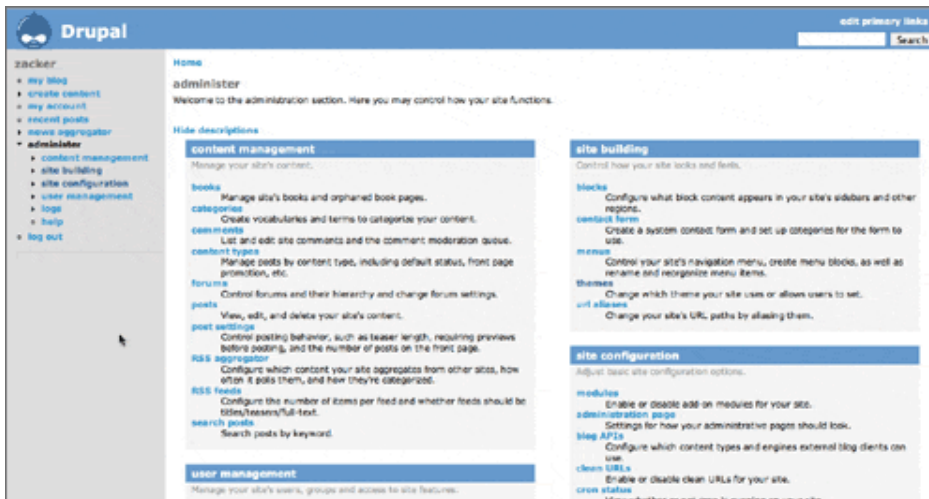 Drupal
edit primary links
Search
zacker
my blog
create content
my account
recent posts
news aggregator
administer
content management
site building
site configuration
user management
logs
help
log out
Home
administer
Welcome to the administration section. Here you may control how your site functions.
Hide descriptions
content management
Manage your site's content.
books
Manage site's books and orphaned book pages.
categories
Create vocabularies and terms to categorize your content.
comments
List and edit site comments and the comment moderation queue.
content types
Manage posts by content type, including default status, front page
promotion, etc.
forums
Control forums and their hierarchy and change forum settings.
posts
View, edit, and delete your site's content.
post settings
Control posting behavior, such as teaser length, requiring previews
before posting, and the number of posts on the front page.
RSS aggregator
Configure which content your site aggregates from other sites, how
often it polls them, and how they're categorized.
RSS feeds
Configure the number of items per feed and whether feeds should be
titles/teasers/full-text.
search posts
Search posts by keyword.
user management
Manage your site's users, groups and access to site features.
site building
Control how your site looks and feels.
blocks
Configure what block content appears in your site's sidebars and other
regions.
contact form
Create a system contact form and set up categories for the form to
use.
menus
Control your site's navigation menu, create menu blocks, as well as
rename and reorganize menu items.
themes
Change which theme your site uses or allows users to set.
url aliases
Change your site's URL paths by aliasing them.
site configuration
Adjust basic site configuration options.
modules
Enable or disable add-on modules for your site.
administration page
Settings for how your administrative pages should look.
blog APIs
Configure which content types and engines external blog clients can
use.
clean URLs
Enable or disable clean URLs for your site.
cron status